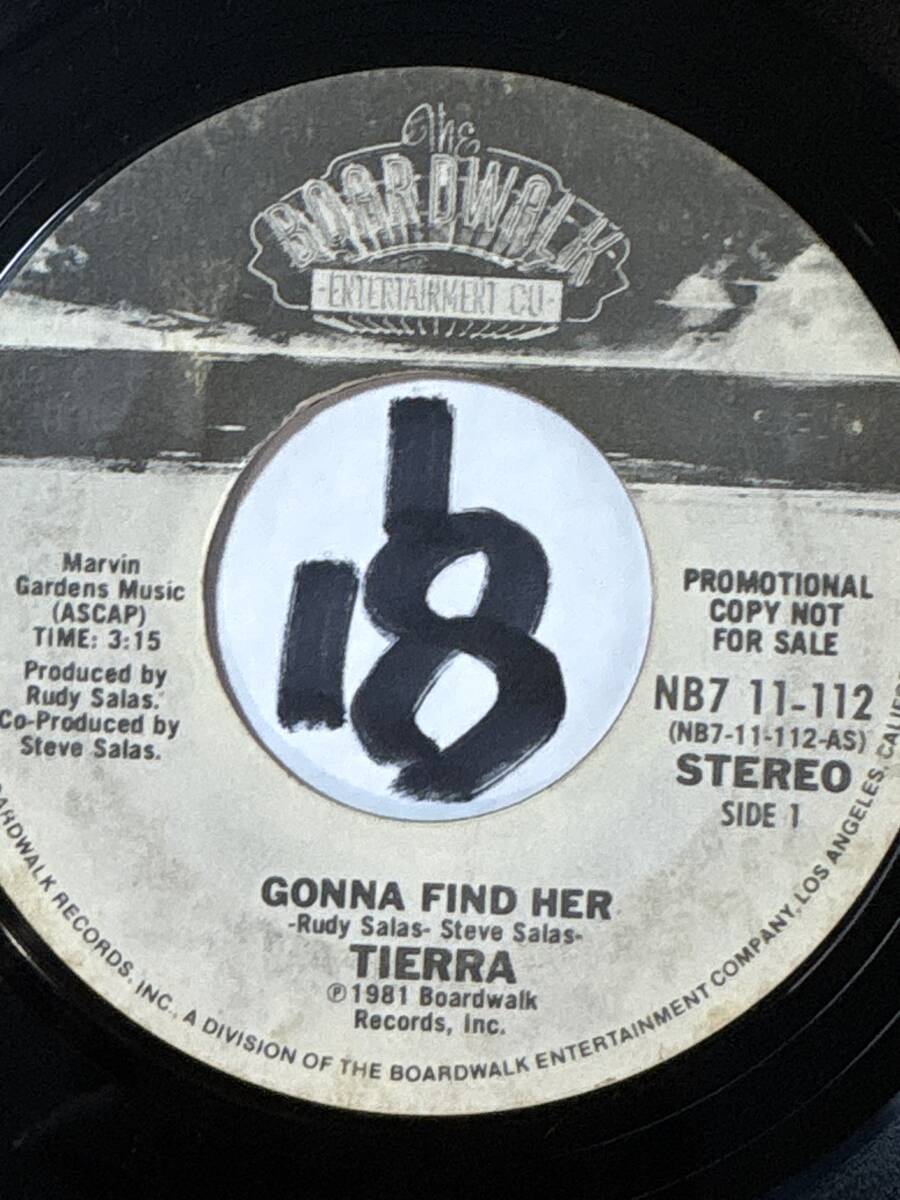 The
BOARDWALK
-ENTERTAINMENT CO-
1
18
Marvin
Gardens Music
(ASCAP)
TIME: 3:15
Produced by
Rudy Salas.
Co-Produced by
Steve Salas.
PROMOTIONAL
COPY NOT
FOR SALE
NB7 11-112
(NB7-11-112-AS)
STEREO
SIDE 1
GONNA FIND HER
-Rudy Salas- Steve Salas-
TIERRA
℗1981 Boardwalk
Records, Inc.
RECORDS, INC., A DIVISION OF THE BOARDWALK ENTERTAINMENT COMPANY, LOS ANGELES,